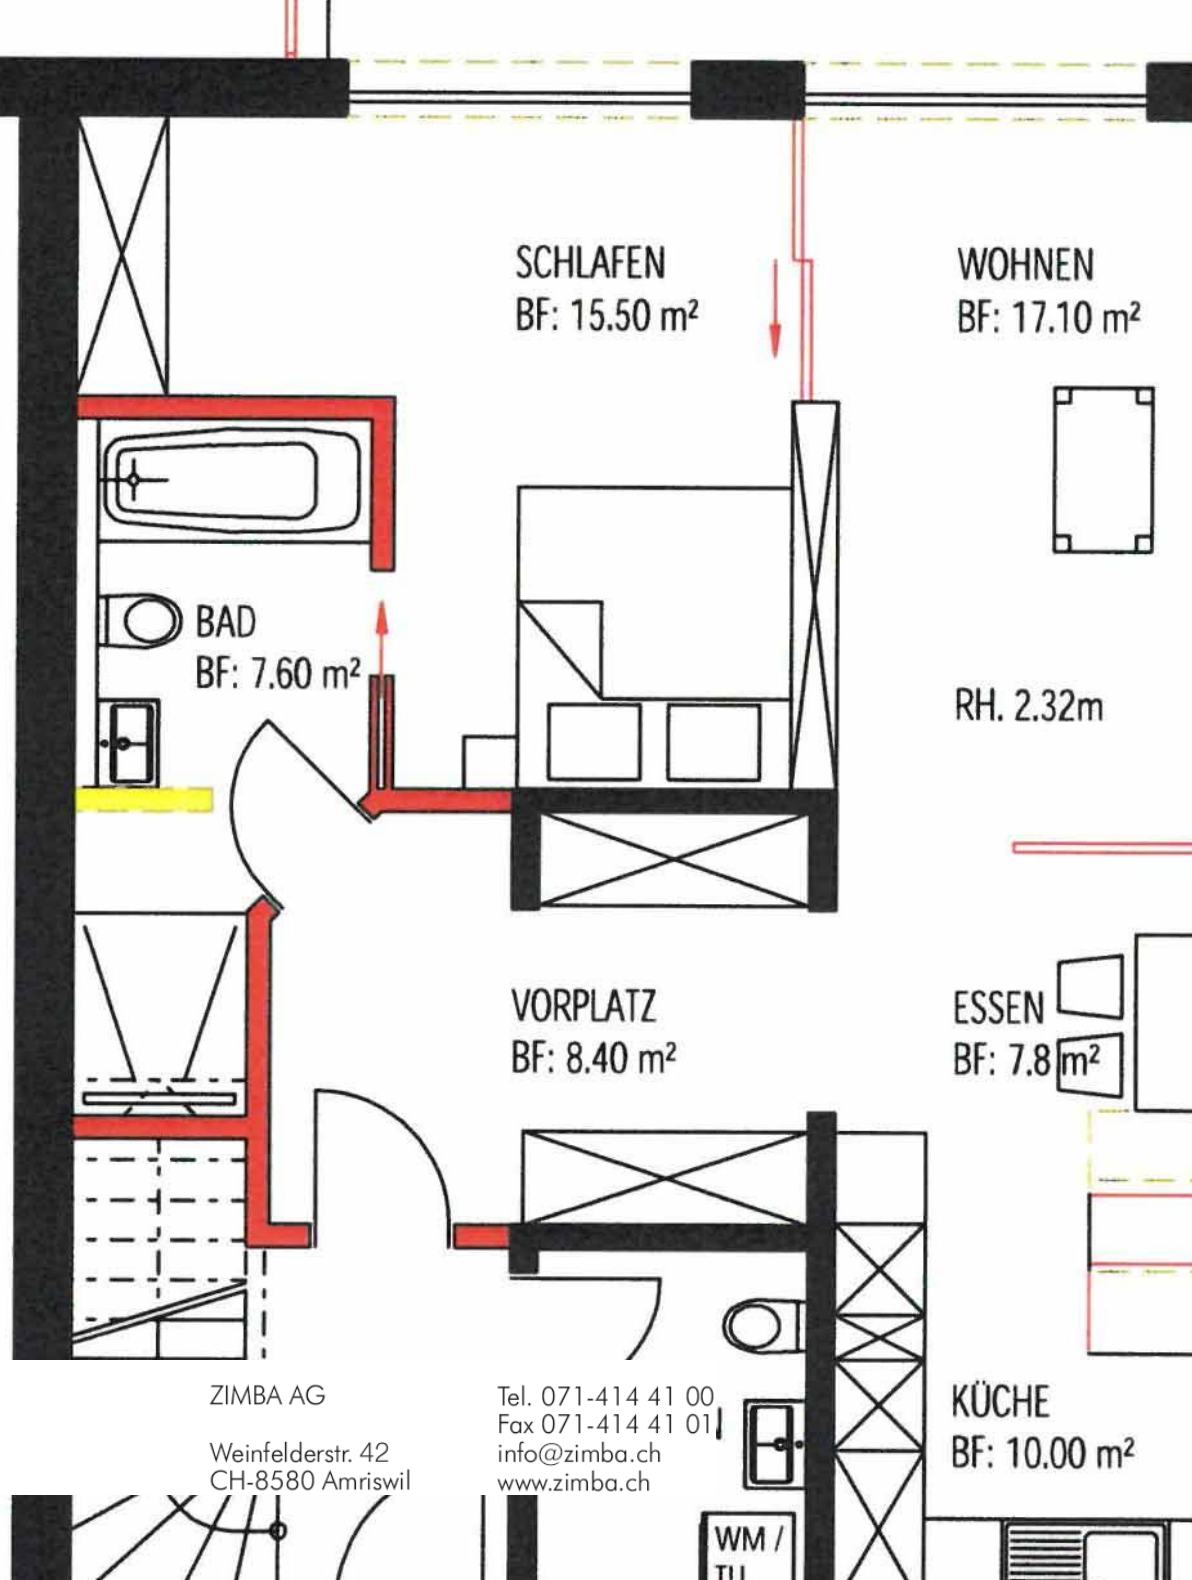 SCHLAFEN
BF: 15.50 m²
WOHNEN
BF: 17.10 m²
BAD
BF: 7.60 m²
RH. 2.32m
VORPLATZ
BF: 8.40 m²
ESSEN
BF: 7.8 m²
KÜCHE
BF: 10.00 m²
ZIMBA AG
Weinfelderstr. 42
CH-8580 Amriswil
Tel. 071-414 41 00
Fax 071-414 41 01
info@zimba.ch
www.zimba.ch
WM /
TU